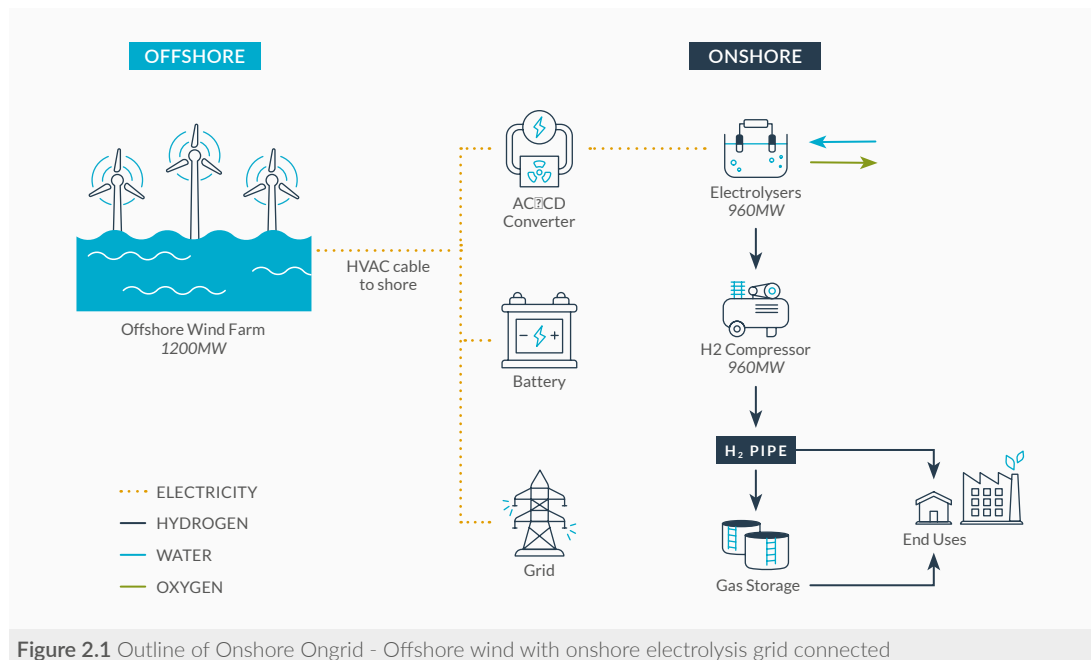 OFFSHORE
ONSHORE
Offshore Wind Farm
1200MW
HVAC cable
to shore
AC⍰CD
Converter
Battery
Grid
Electrolysers
960MW
H2 Compressor
960MW
H₂ PIPE
Gas Storage
End Uses
ELECTRICITY
HYDROGEN
WATER
OXYGEN
Figure 2.1 Outline of Onshore Ongrid - Offshore wind with onshore electrolysis grid connected